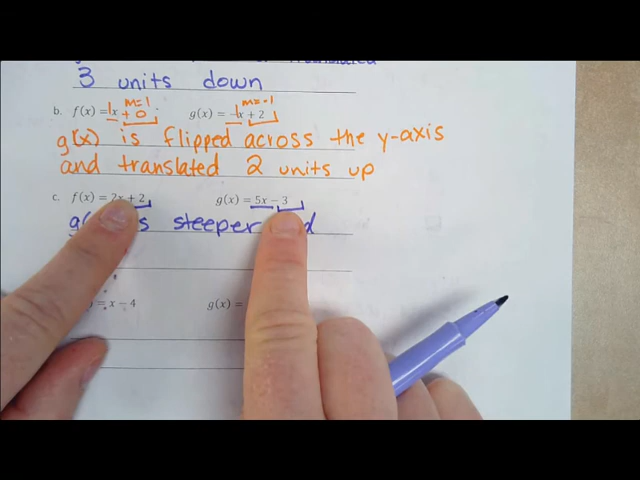 3 units down
m=1 m=-1
b. f(x) = 1x + 0 g(x) = -1x + 2
g(x) is flipped across the y-axis
and translated 2 units up
c. f(x) = 2x + 2 g(x) = 5x - 3
steeper
= x - 4 g(x) =